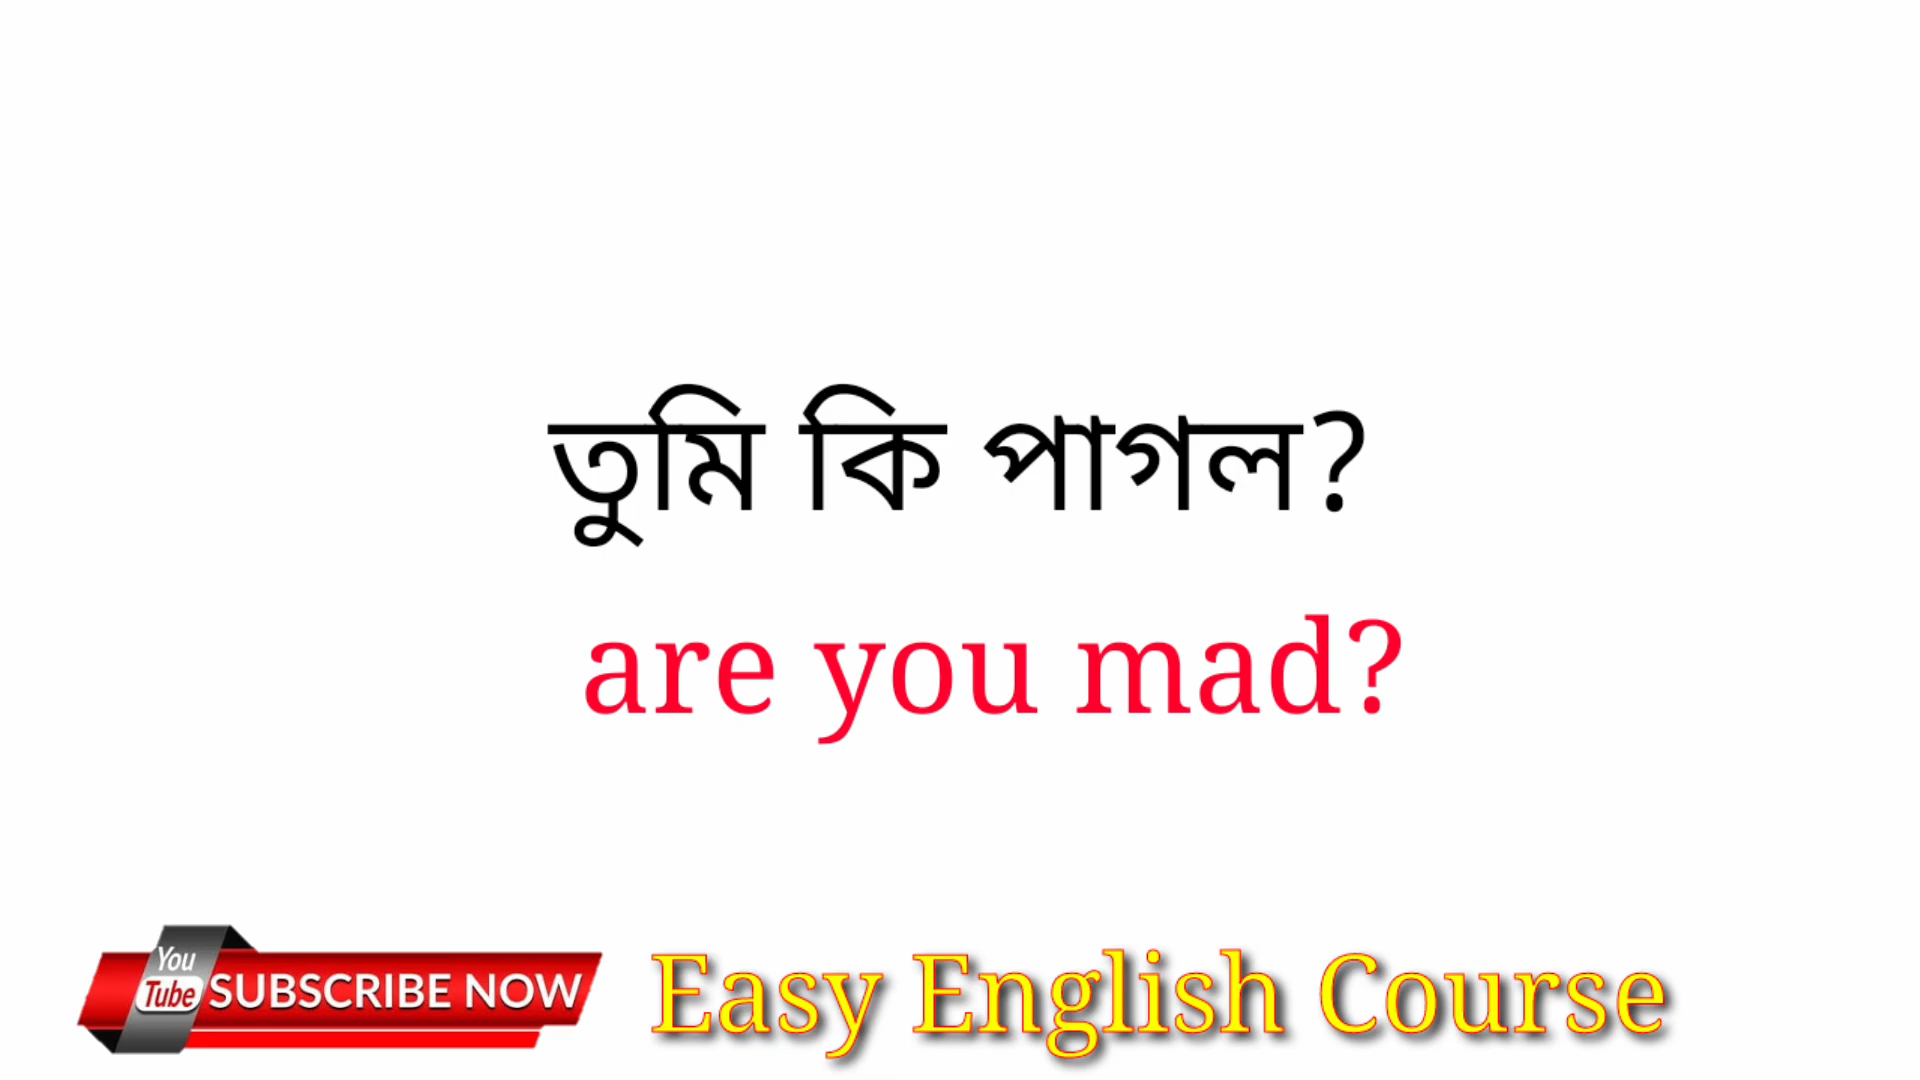 তুমি কি পাগল?
are you mad?
You
Tube SUBSCRIBE NOW
Easy English Course